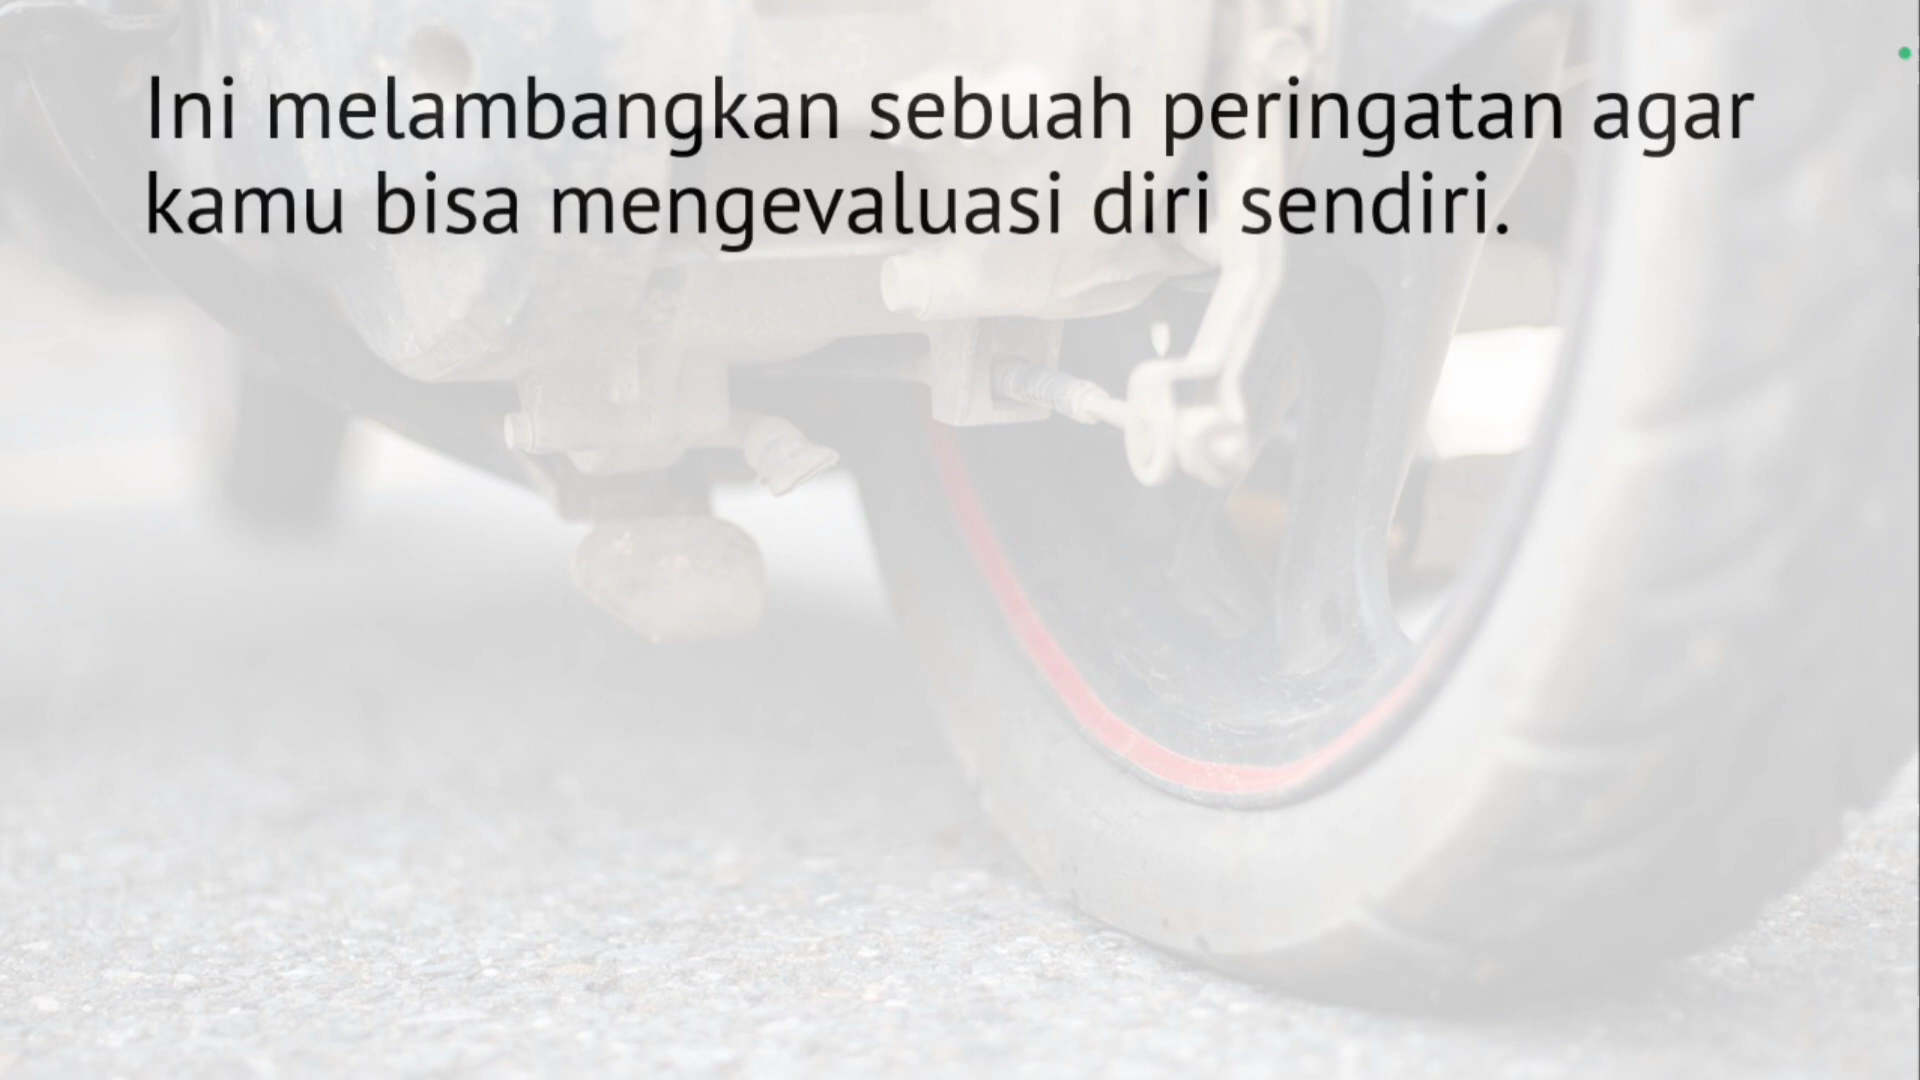 Ini melambangkan sebuah peringatan agar
kamu bisa mengevaluasi diri sendiri.